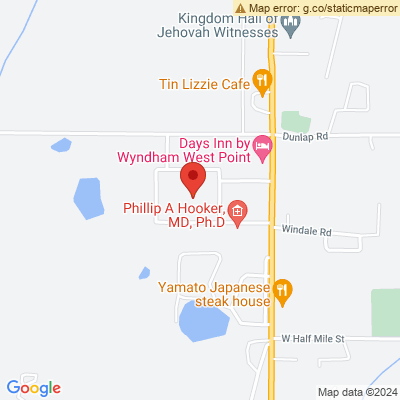 Map error: g.co/staticmaperror
Kingdom Hall of
Jehovah Witnesses
Tin Lizzie Cafe
Dunlap Rd
Days Inn by
Wyndham West Point
Phillip A Hooker,
MD, Ph.D
Windale Rd
Yamato Japanese
steak house
W Half Mile St
Google
Map data ©2024